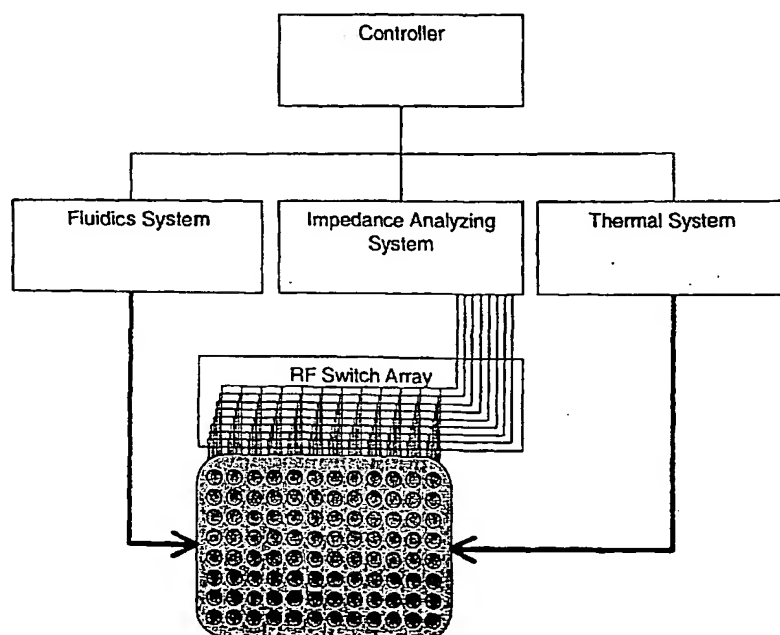 Controller
Fluidics System
Impedance Analyzing
System
Thermal System
RF Switch Array